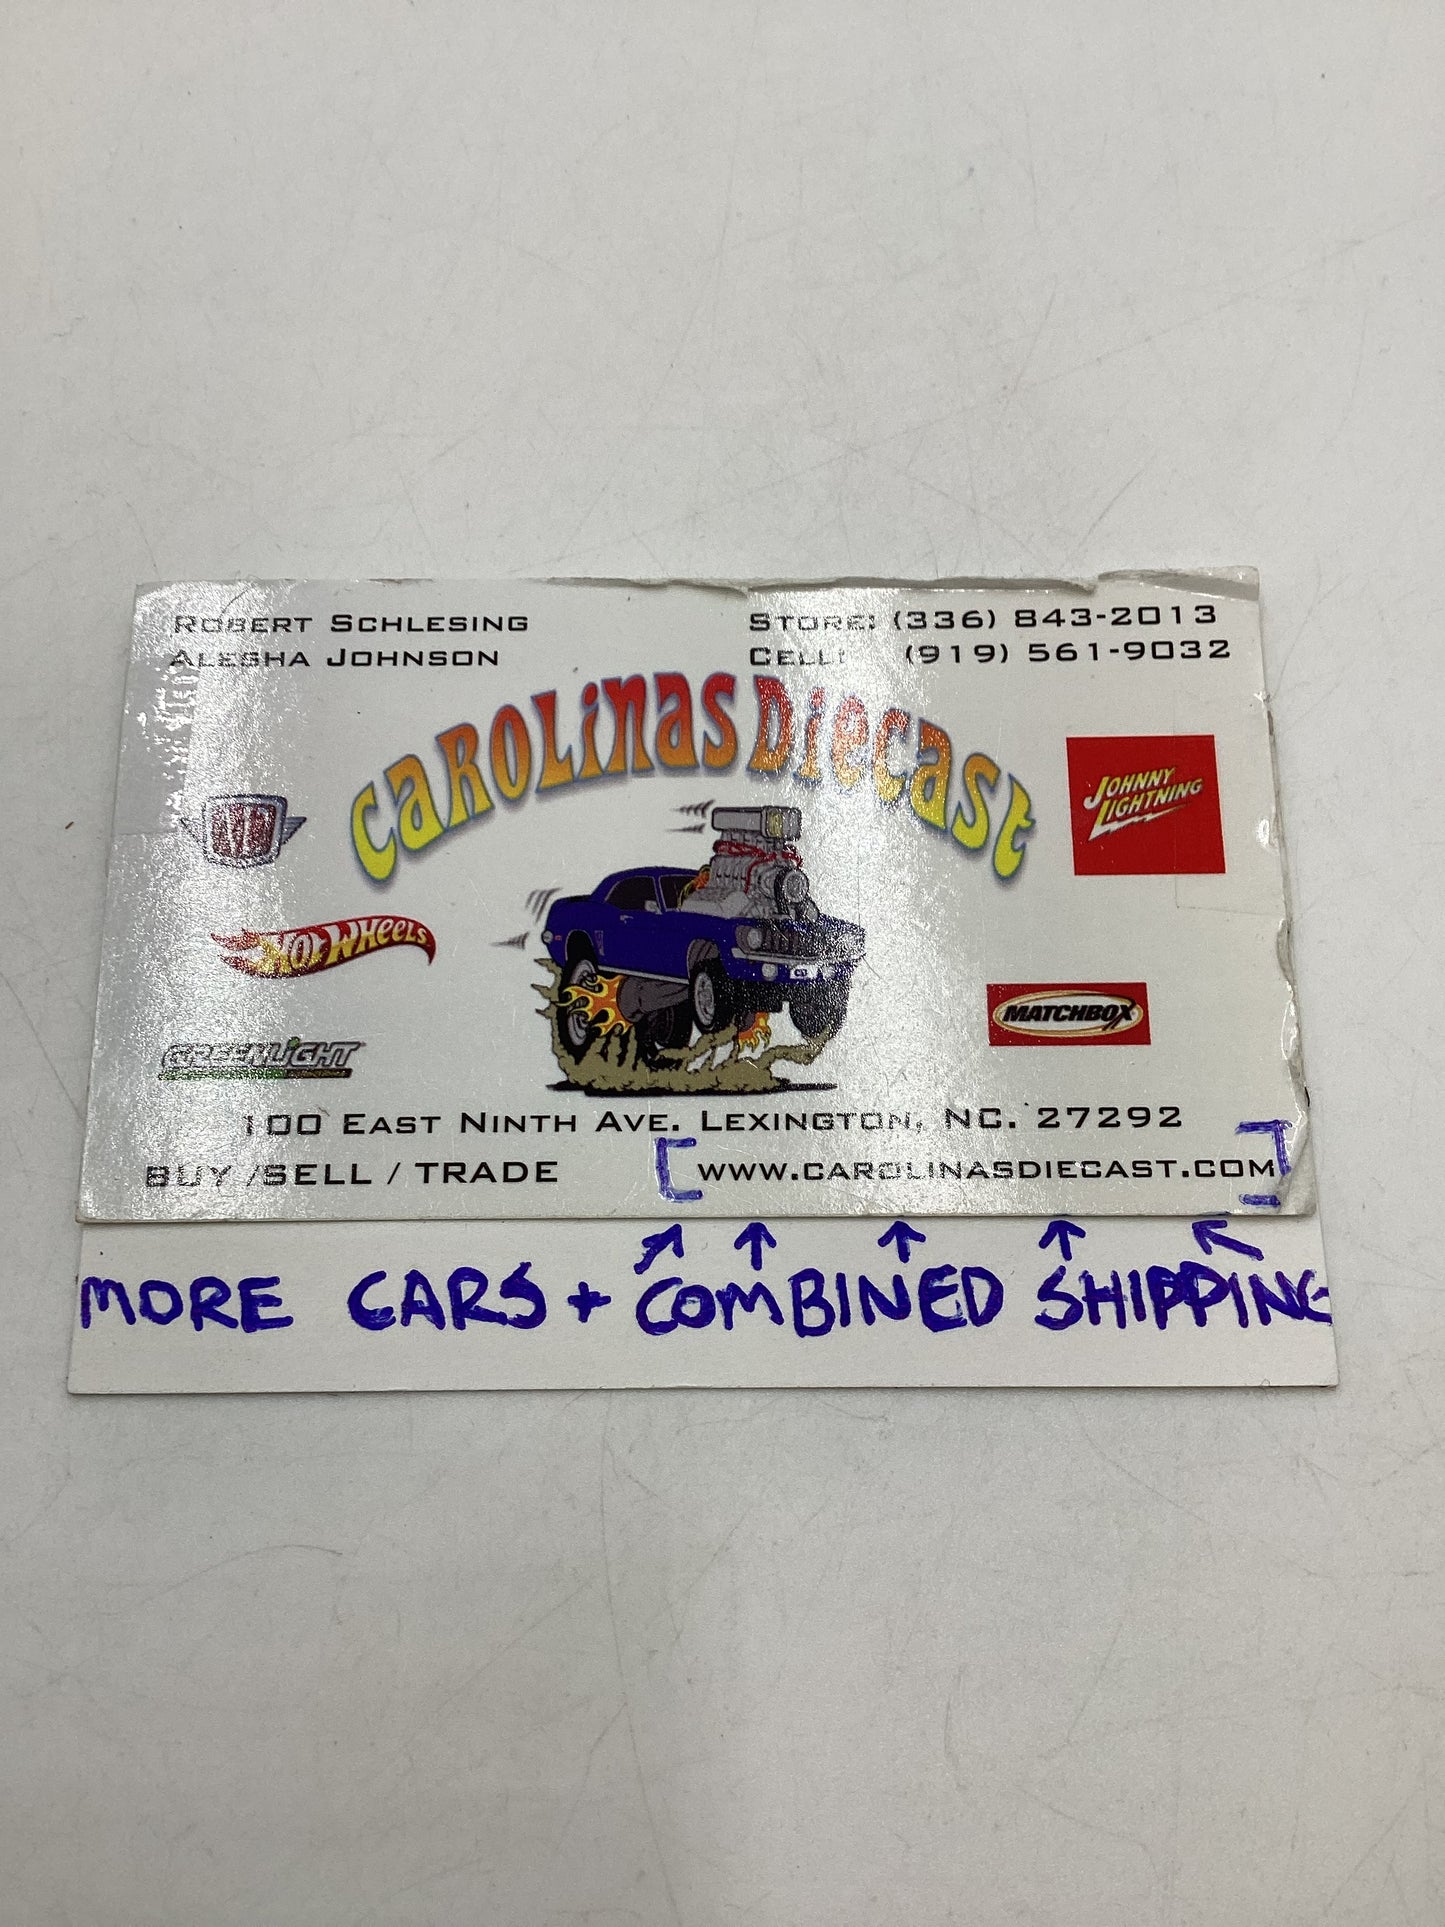 ROBERT SCHLESING
ALESHA JOHNSON
STORE: (336) 843-2013
CELL: (919) 561-9032
CAROLINAS DIECAST
JOHNNY
LIGHTNING
HOT WHEELS
MATCHBOX
GREENLIGHT
100 EAST NINTH AVE. LEXINGTON, NC. 27292
BUY /SELL / TRADE
WWW.CAROLINASDIECAST.COM
MORE CARS + COMBINED SHIPPING